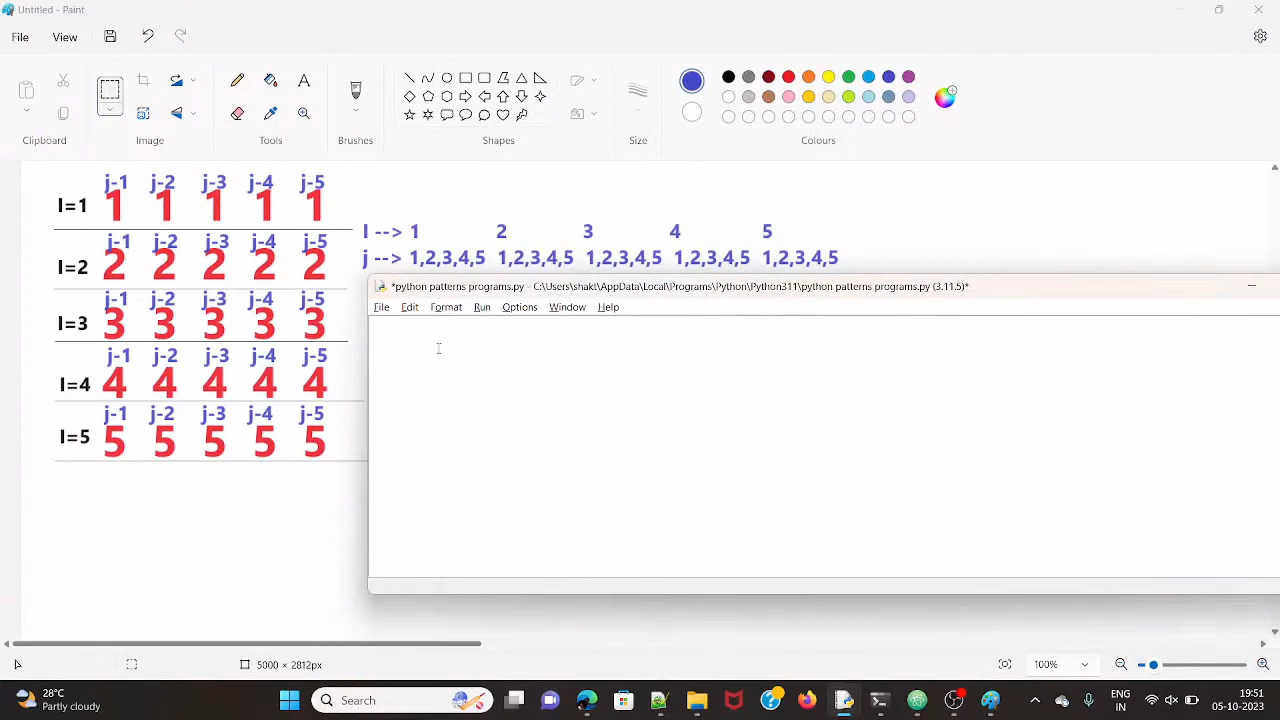 Untitled - Paint
File View
Clipboard Image Tools Brushes Shapes Size Colours
j-1 j-2 j-3 j-4 j-5
I=1 1 1 1 1 1
j-1 j-2 j-3 j-4 j-5
I=2 2 2 2 2 2
j-1 j-2 j-3 j-4 j-5
I=3 3 3 3 3 3
j-1 j-2 j-3 j-4 j-5
I=4 4 4 4 4 4
j-1 j-2 j-3 j-4 j-5
I=5 5 5 5 5 5
I --> 1 2 3 4 5
j --> 1,2,3,4,5 1,2,3,4,5 1,2,3,4,5 1,2,3,4,5 1,2,3,4,5
*python patterns programs.py - C:\Users\shakt\AppData\Local\Programs\Python\Python311\python patterns programs.py (3.11.5)*
File Edit Format Run Options Window Help
5000 × 2812px 100%
28°C
Partly cloudy
Search
ENG
IN
19:51
05-10-2023